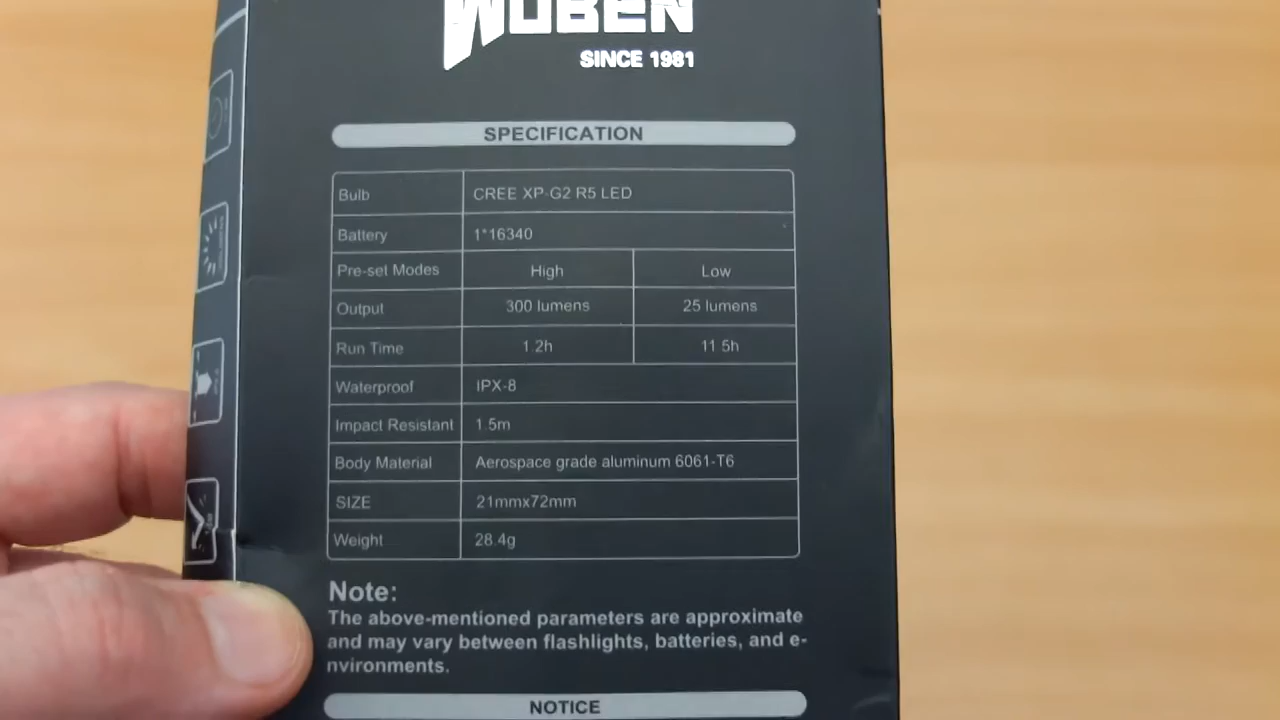 WUBEN
SINCE 1981
SPECIFICATION
Bulb CREE XP-G2 R5 LED
Battery 1*16340
Pre-set Modes High Low
Output 300 lumens 25 lumens
Run Time 1.2h 11 5h
Waterproof IPX-8
Impact Resistant 1.5m
Body Material Aerospace grade aluminum 6061-T6
SIZE 21mmx72mm
Weight 28.4g
Note:
The above-mentioned parameters are approximate
and may vary between flashlights, batteries, and e-
nvironments.
NOTICE